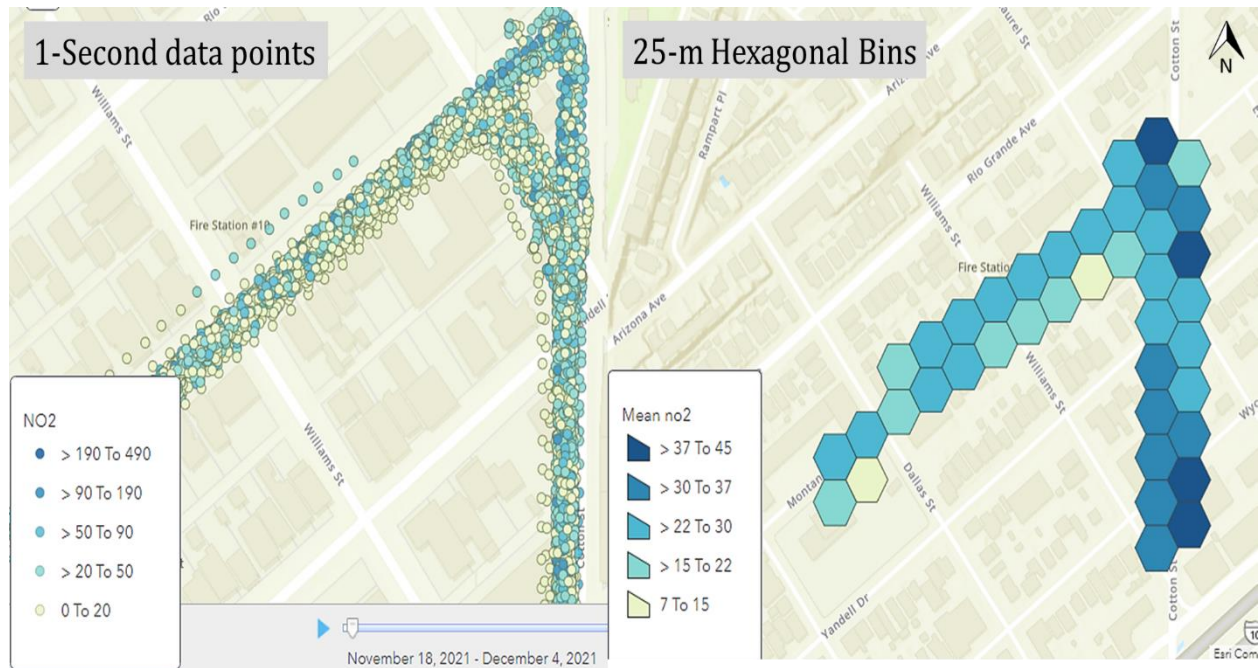 1-Second data points
Williams St
Fire Station #10
Williams St
NO2
> 190 To 490
> 90 To 190
> 50 To 90
> 20 To 50
0 To 20
November 18, 2021 - December 4, 2021
25-m Hexagonal Bins
N
Cotton St
Rampart Pl
Rio Grande Ave
Williams St
Fire Statio
Arizona Ave
Williams St
Dallas St
Montan
Yandell Dr
Cotton St
Mean no2
> 37 To 45
> 30 To 37
> 22 To 30
> 15 To 22
7 To 15
10
Esri Com